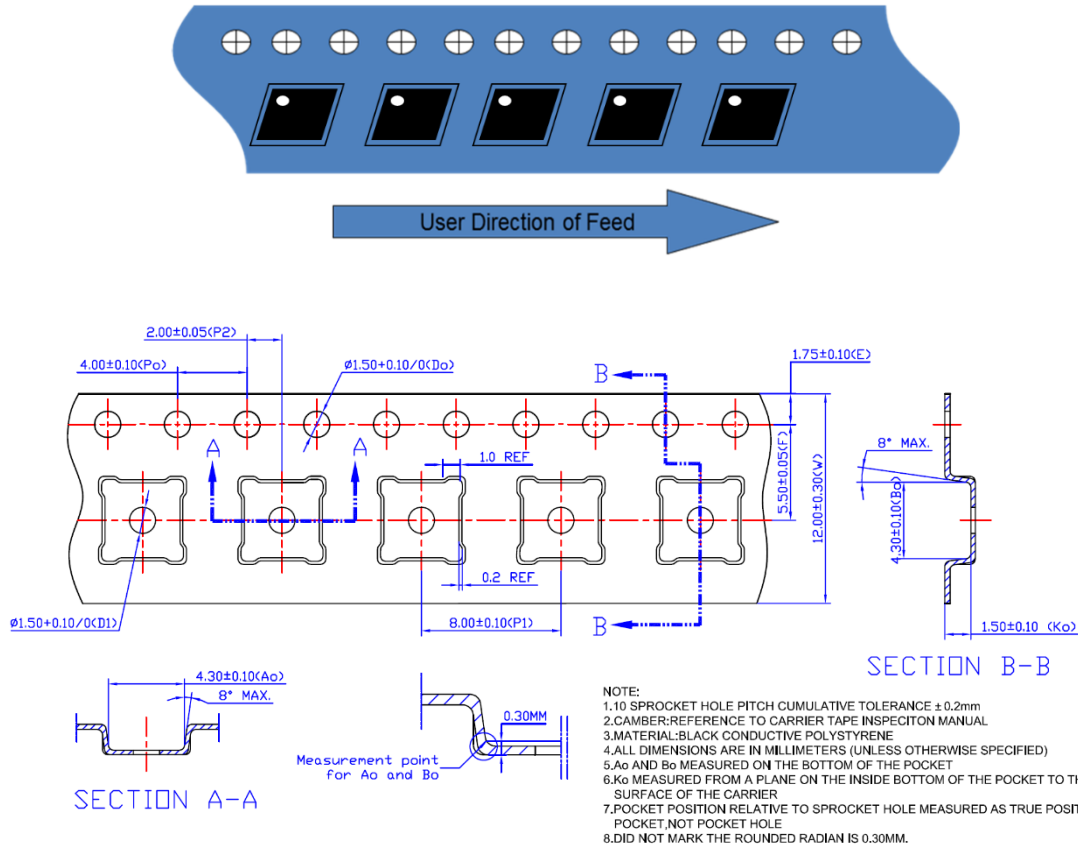 User Direction of Feed
2.00±0.05(P2)
4.00±0.10(Po)
Ø1.50+0.10/0(Do)
B
1.75±0.10(E)
A
A
1.0 REF
5.50±0.05(F)
12.00±0.30(W)
8° MAX.
4.30±0.10(Bo)
0.2 REF
Ø1.50+0.10/0(D1)
8.00±0.10(P1)
B
1.50±0.10 (Ko)
SECTION B-B
4.30±0.10(Ao)
8° MAX.
SECTION A-A
0.30MM
Measurement point
for Ao and Bo
NOTE:
1.10 SPROCKET HOLE PITCH CUMULATIVE TOLERANCE ±0.2mm
2.CAMBER:REFERENCE TO CARRIER TAPE INSPECITON MANUAL
3.MATERIAL:BLACK CONDUCTIVE POLYSTYRENE
4.ALL DIMENSIONS ARE IN MILLIMETERS (UNLESS OTHERWISE SPECIFIED)
5.Ao AND Bo MEASURED ON THE BOTTOM OF THE POCKET
6.Ko MEASURED FROM A PLANE ON THE INSIDE BOTTOM OF THE POCKET TO
SURFACE OF THE CARRIER
7.POCKET POSITION RELATIVE TO SPROCKET HOLE MEASURED AS TRUE
POCKET,NOT POCKET HOLE
8.DID NOT MARK THE ROUNDED RADIAN IS 0.30MM.